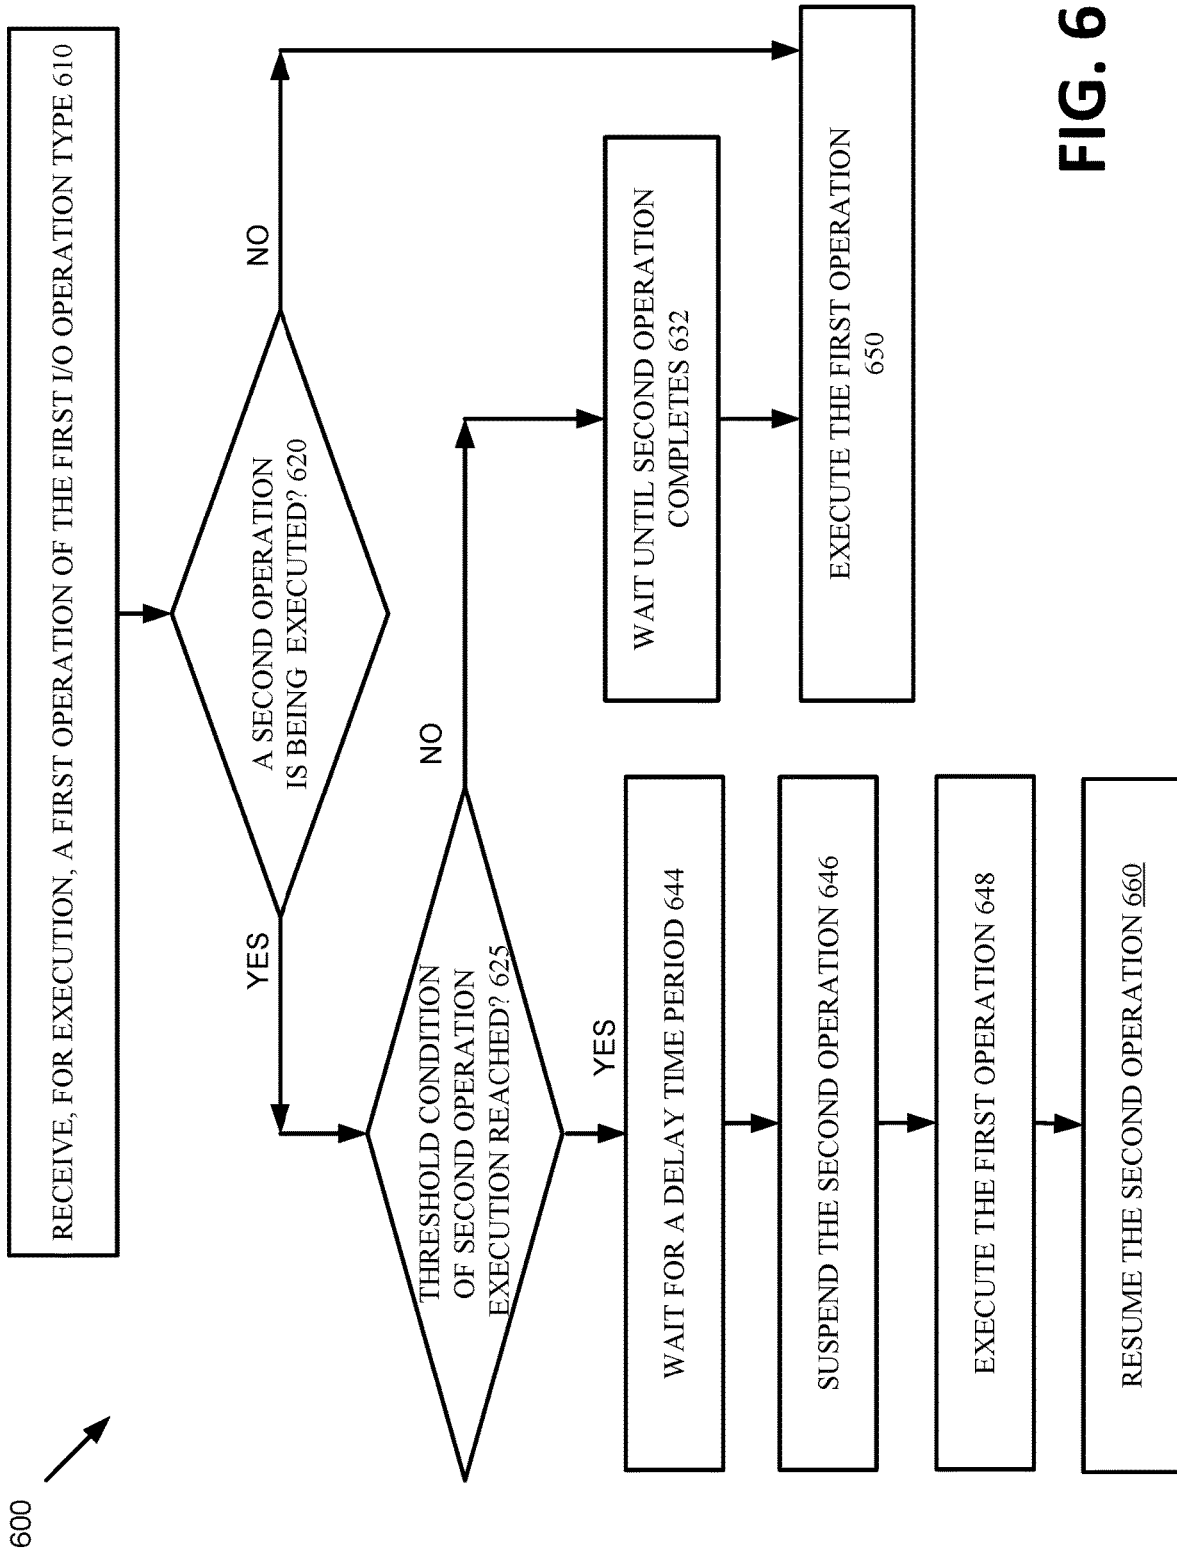 600
RECEIVE, FOR EXECUTION, A FIRST OPERATION OF THE FIRST I/O OPERATION TYPE 610
A SECOND OPERATION
IS BEING EXECUTED? 620
YES
NO
THRESHOLD CONDITION
OF SECOND OPERATION
EXECUTION REACHED? 625
NO
YES
WAIT FOR A DELAY TIME PERIOD 644
WAIT UNTIL SECOND OPERATION
COMPLETES 632
SUSPEND THE SECOND OPERATION 646
EXECUTE THE FIRST OPERATION
650
EXECUTE THE FIRST OPERATION 648
RESUME THE SECOND OPERATION 660
FIG. 6